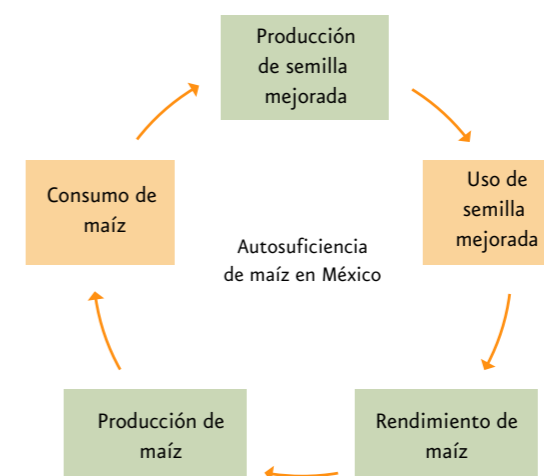 Producción
de semilla
mejorada
Uso de
semilla
mejorada
Rendimiento de
maíz
Producción de
maíz
Consumo de
maíz
Autosuficiencia
de maíz en México